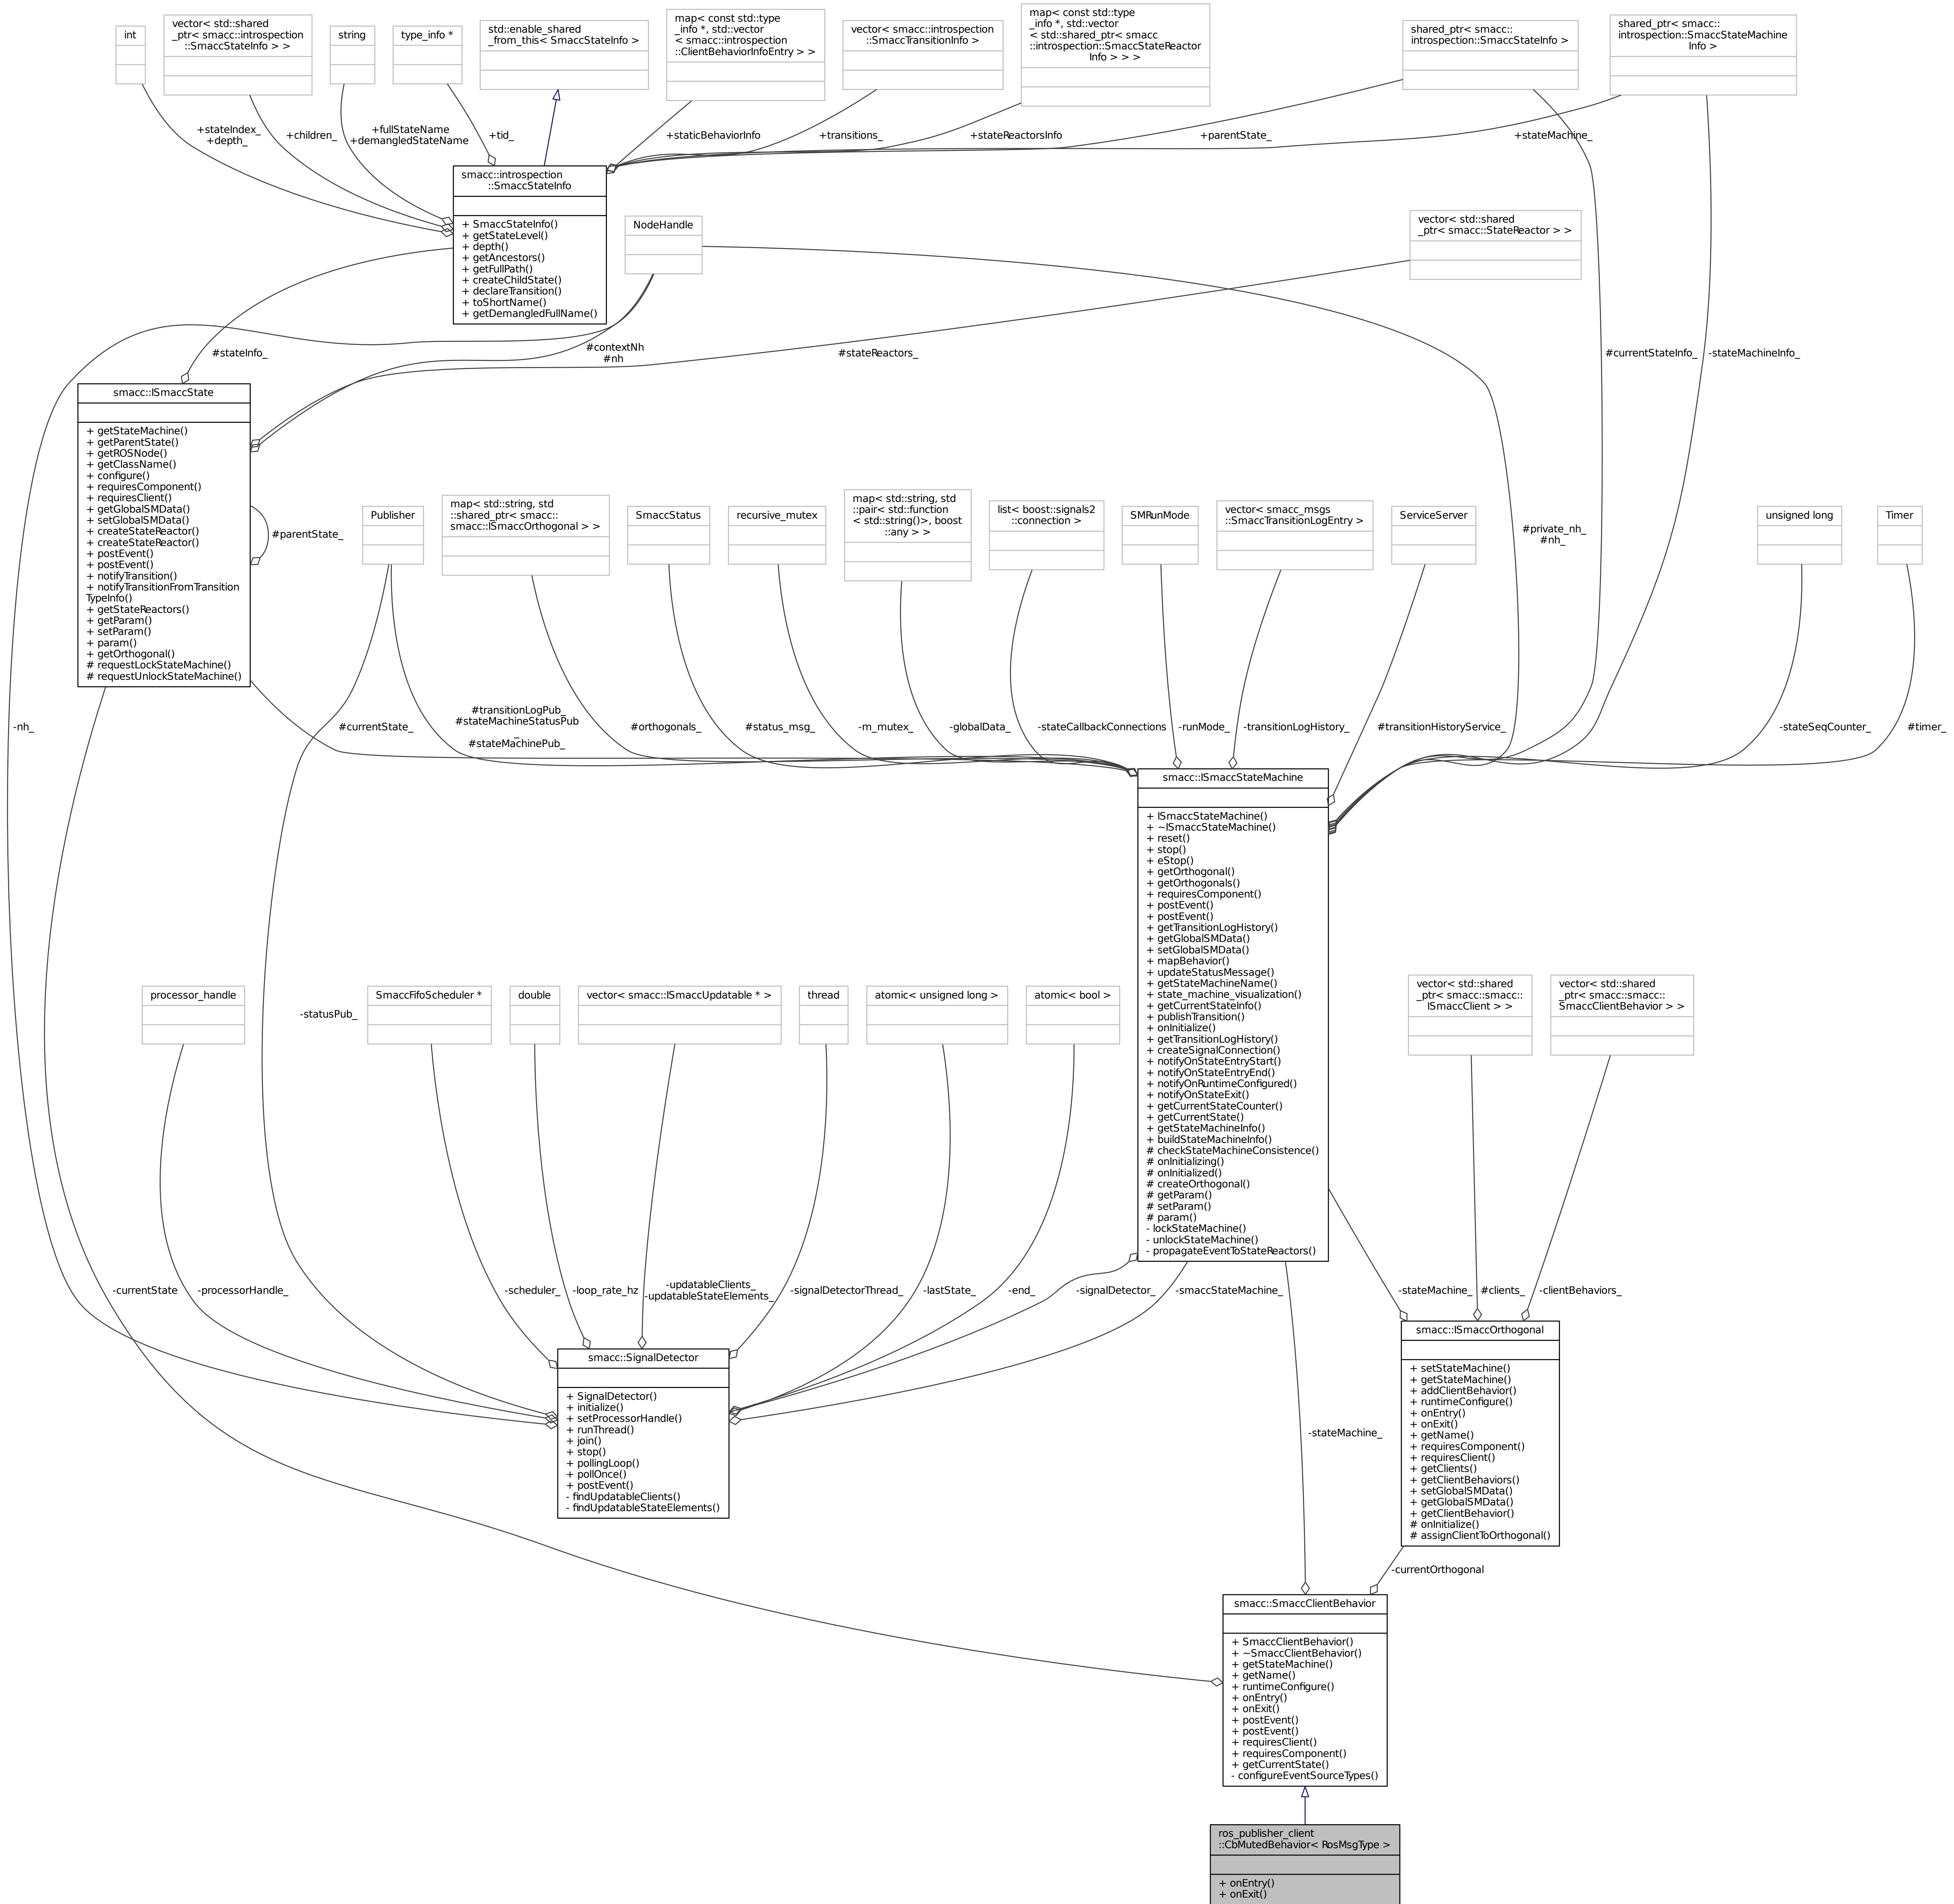 int
vector< std::shared
_ptr< smacc::introspection
::SmaccStateInfo > >
string
type_info *
std::enable_shared
_from_this< SmaccStateInfo >
map< const std::type
_info *, std::vector
< smacc::introspection
::ClientBehaviorInfoEntry > >
vector< smacc::introspection
::SmaccTransitionInfo >
map< const std::type
_info *, std::vector
< std::shared_ptr< smacc
::introspection::SmaccStateReactor
Info > > >
shared_ptr< smacc::
introspection::SmaccStateInfo >
shared_ptr< smacc::
introspection::SmaccStateMachine
Info >
+stateIndex_
+depth_
+children_
+fullStateName
+demangledStateName
+tid_
+staticBehaviorInfo
+transitions_
+stateReactorsInfo
+parentState_
+stateMachine_
smacc::introspection
::SmaccStateInfo
+ SmaccStateInfo()
+ getStateLevel()
+ depth()
+ getAncestors()
+ getFullPath()
+ createChildState()
+ declareTransition()
+ toShortName()
+ getDemangledFullName()
NodeHandle
vector< std::shared
_ptr< smacc::StateReactor > >
#stateInfo_
#contextNh
#nh
#stateReactors_
#currentStateInfo_
-stateMachineInfo_
smacc::ISmaccState
+ getStateMachine()
+ getParentState()
+ getROSNode()
+ getClassName()
+ configure()
+ requiresComponent()
+ requiresClient()
+ getGlobalSMData()
+ setGlobalSMData()
+ createStateReactor()
+ createStateReactor()
+ postEvent()
+ postEvent()
+ notifyTransition()
+ notifyTransitionFromTransition
TypeInfo()
+ getStateReactors()
+ getParam()
+ setParam()
+ param()
+ getOrthogonal()
# requestLockStateMachine()
# requestUnlockStateMachine()
#parentState_
Publisher
map< std::string, std
::shared_ptr< smacc::
smacc::ISmaccOrthogonal > >
SmaccStatus
recursive_mutex
map< std::string, std
::pair< std::function
< std::string()>, boost
::any > >
list< boost::signals2
::connection >
SMRunMode
vector< smacc_msgs
::SmaccTransitionLogEntry >
ServiceServer
#private_nh_
#nh_
unsigned long
Timer
-nh_
#currentState_
#transitionLogPub_
#stateMachineStatusPub
_
#stateMachinePub_
#orthogonals_
#status_msg_
-m_mutex_
-globalData_
-stateCallbackConnections
-runMode_
-transitionLogHistory_
#transitionHistoryService_
-stateSeqCounter_
#timer_
smacc::ISmaccStateMachine
+ ISmaccStateMachine()
+ ~ISmaccStateMachine()
+ reset()
+ stop()
+ eStop()
+ getOrthogonal()
+ getOrthogonals()
+ requiresComponent()
+ postEvent()
+ postEvent()
+ getTransitionLogHistory()
+ getGlobalSMData()
+ setGlobalSMData()
+ mapBehavior()
+ updateStatusMessage()
+ getStateMachineName()
+ state_machine_visualization()
+ getCurrentStateInfo()
+ publishTransition()
+ onInitialize()
+ getTransitionLogHistory()
+ createSignalConnection()
+ notifyOnStateEntryStart()
+ notifyOnStateEntryEnd()
+ notifyOnRuntimeConfigured()
+ notifyOnStateExit()
+ getCurrentStateCounter()
+ getCurrentState()
+ getStateMachineInfo()
+ buildStateMachineInfo()
# checkStateMachineConsistence()
# onInitializing()
# onInitialized()
# createOrthogonal()
# getParam()
# setParam()
# param()
- lockStateMachine()
- unlockStateMachine()
- propagateEventToStateReactors()
processor_handle
-statusPub_
SmaccFifoScheduler *
double
vector< smacc::ISmaccUpdatable * >
thread
atomic< unsigned long >
atomic< bool >
vector< std::shared
_ptr< smacc::smacc::
ISmaccClient > >
vector< std::shared
_ptr< smacc::smacc::
SmaccClientBehavior > >
-currentState
-processorHandle_
-scheduler_
-loop_rate_hz
-updatableClients_
-updatableStateElements_
-signalDetectorThread_
-lastState_
-end_
-signalDetector_
-smaccStateMachine_
-stateMachine_
#clients_
-clientBehaviors_
smacc::SignalDetector
+ SignalDetector()
+ initialize()
+ setProcessorHandle()
+ runThread()
+ join()
+ stop()
+ pollingLoop()
+ pollOnce()
+ postEvent()
- findUpdatableClients()
- findUpdatableStateElements()
smacc::ISmaccOrthogonal
+ setStateMachine()
+ getStateMachine()
+ addClientBehavior()
+ runtimeConfigure()
+ onEntry()
+ onExit()
+ getName()
+ requiresComponent()
+ requiresClient()
+ getClients()
+ getClientBehaviors()
+ setGlobalSMData()
+ getGlobalSMData()
+ getClientBehavior()
# onInitialize()
# assignClientToOrthogonal()
-stateMachine_
-currentOrthogonal
smacc::SmaccClientBehavior
+ SmaccClientBehavior()
+ ~SmaccClientBehavior()
+ getStateMachine()
+ getName()
+ runtimeConfigure()
+ onEntry()
+ onExit()
+ postEvent()
+ postEvent()
+ requiresClient()
+ requiresComponent()
+ getCurrentState()
- configureEventSourceTypes()
ros_publisher_client
::CbMutedBehavior< RosMsgType >
+ onEntry()
+ onExit()